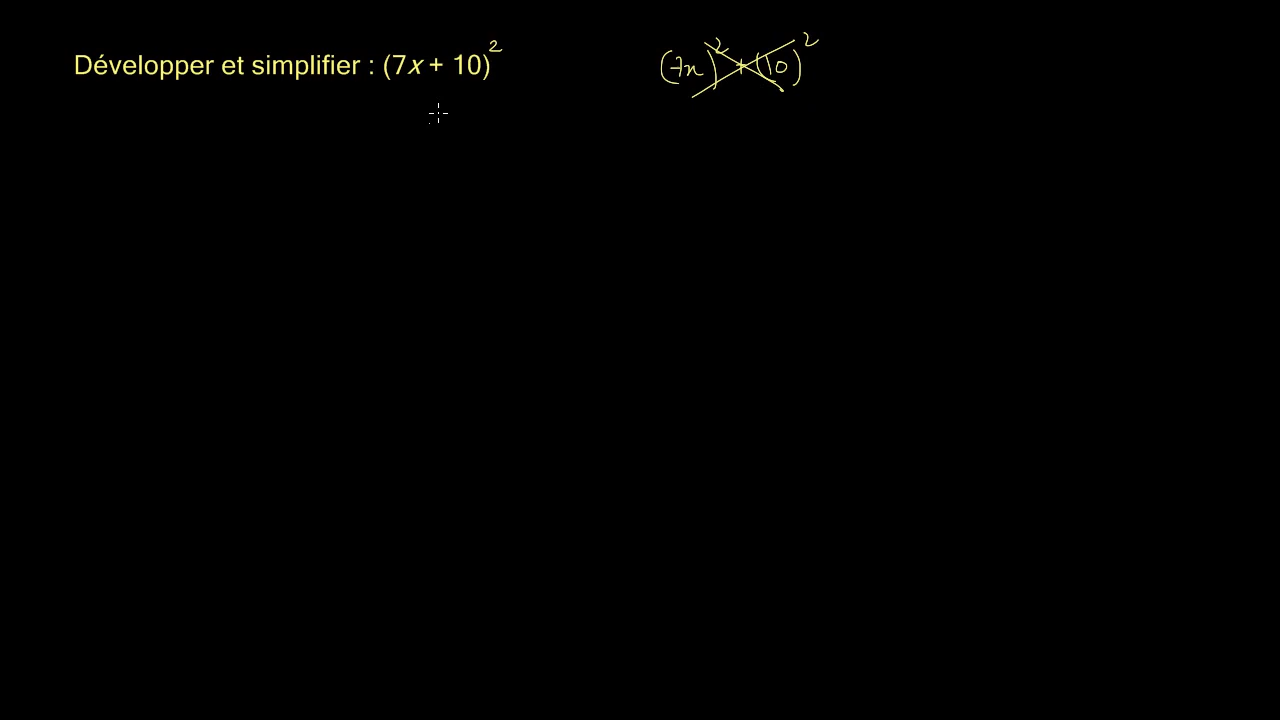 Développer et simplifier : (7x + 10)²
(7x)² + (10)²